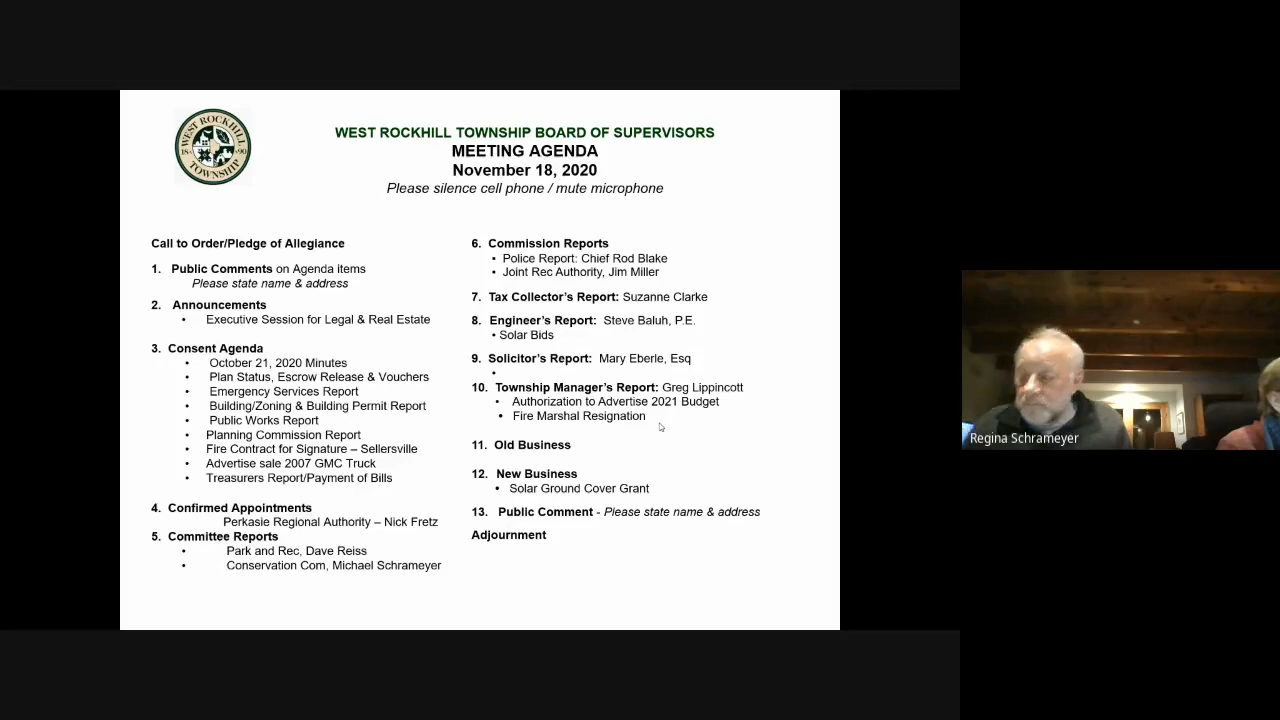 WEST ROCKHILL
18 90
TOWNSHIP
WEST ROCKHILL TOWNSHIP BOARD OF SUPERVISORS
MEETING AGENDA
November 18, 2020
Please silence cell phone / mute microphone
Call to Order/Pledge of Allegiance
1. Public Comments on Agenda items
Please state name & address
2. Announcements
• Executive Session for Legal & Real Estate
3. Consent Agenda
• October 21, 2020 Minutes
• Plan Status, Escrow Release & Vouchers
• Emergency Services Report
• Building/Zoning & Building Permit Report
• Public Works Report
• Planning Commission Report
• Fire Contract for Signature – Sellersville
• Advertise sale 2007 GMC Truck
• Treasurers Report/Payment of Bills
4. Confirmed Appointments
Perkasie Regional Authority – Nick Fretz
5. Committee Reports
• Park and Rec, Dave Reiss
• Conservation Com, Michael Schrameyer
6. Commission Reports
• Police Report: Chief Rod Blake
• Joint Rec Authority, Jim Miller
7. Tax Collector's Report: Suzanne Clarke
8. Engineer's Report: Steve Baluh, P.E.
• Solar Bids
9. Solicitor's Report: Mary Eberle, Esq
•
10. Township Manager's Report: Greg Lippincott
• Authorization to Advertise 2021 Budget
• Fire Marshal Resignation
11. Old Business
12. New Business
• Solar Ground Cover Grant
13. Public Comment - Please state name & address
Adjournment
Regina Schrameyer